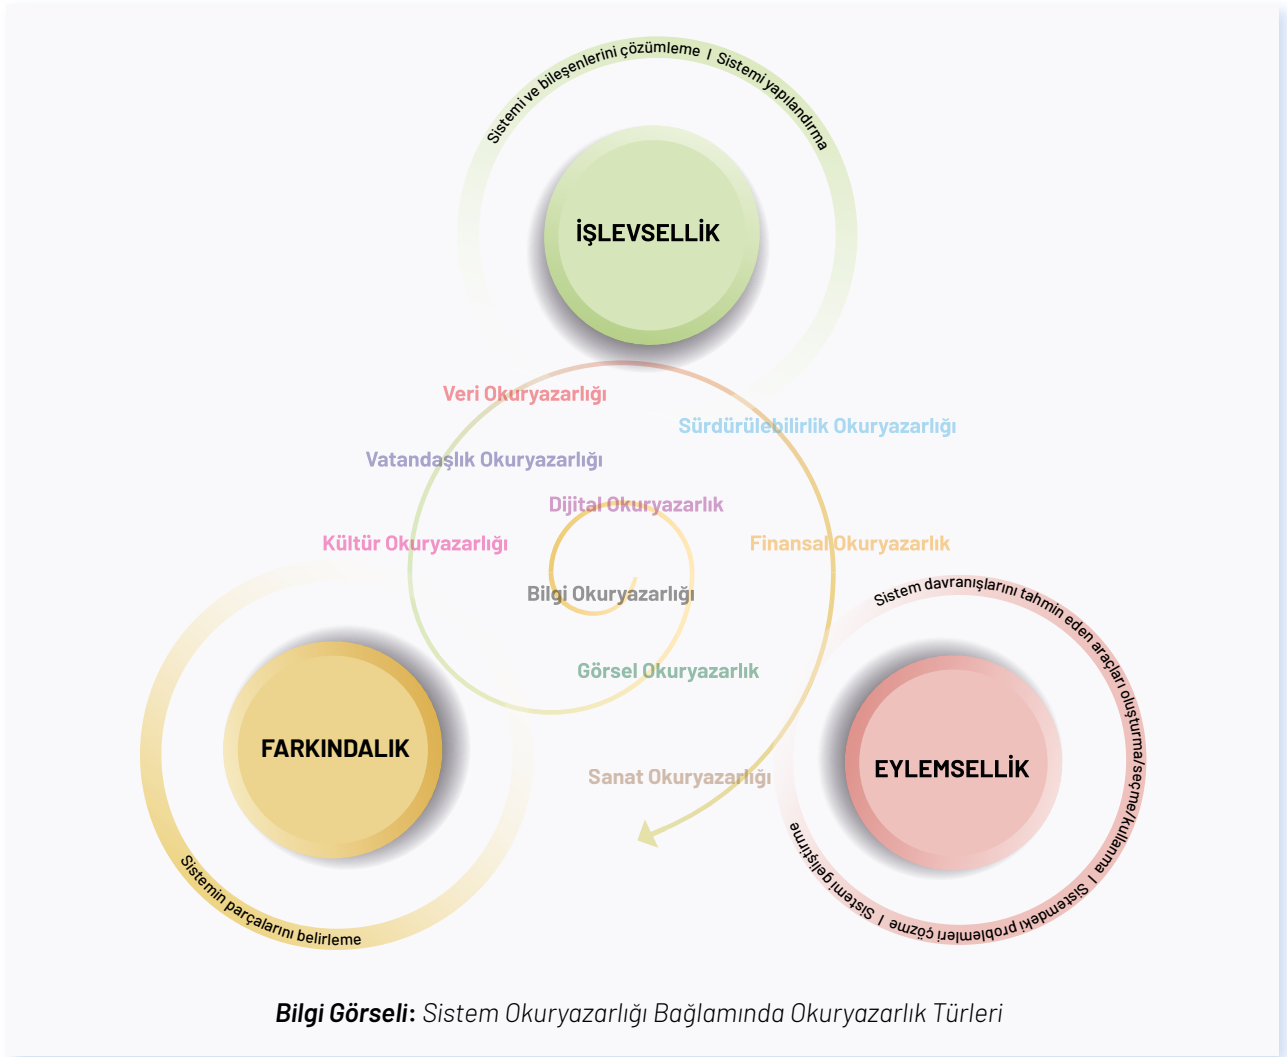 Sistemi ve bileşenlerini çözümleme | Sistemi yapılandırma
İŞLEVSELLİK
Veri Okuryazarlığı
Sürdürülebilirlik Okuryazarlığı
Vatandaşlık Okuryazarlığı
Dijital Okuryazarlık
Kültür Okuryazarlığı
Finansal Okuryazarlık
Bilgi Okuryazarlığı
Görsel Okuryazarlık
Sanat Okuryazarlığı
FARKINDALIK
Sistemin parçalarını belirleme
EYLEMSELLİK
Sistem davranışlarını tahmin eden araçları oluşturma/seçme/kullanma | Sistemdeki problemleri çözme | Sistemi geliştirme
Bilgi Görseli: Sistem Okuryazarlığı Bağlamında Okuryazarlık Türleri